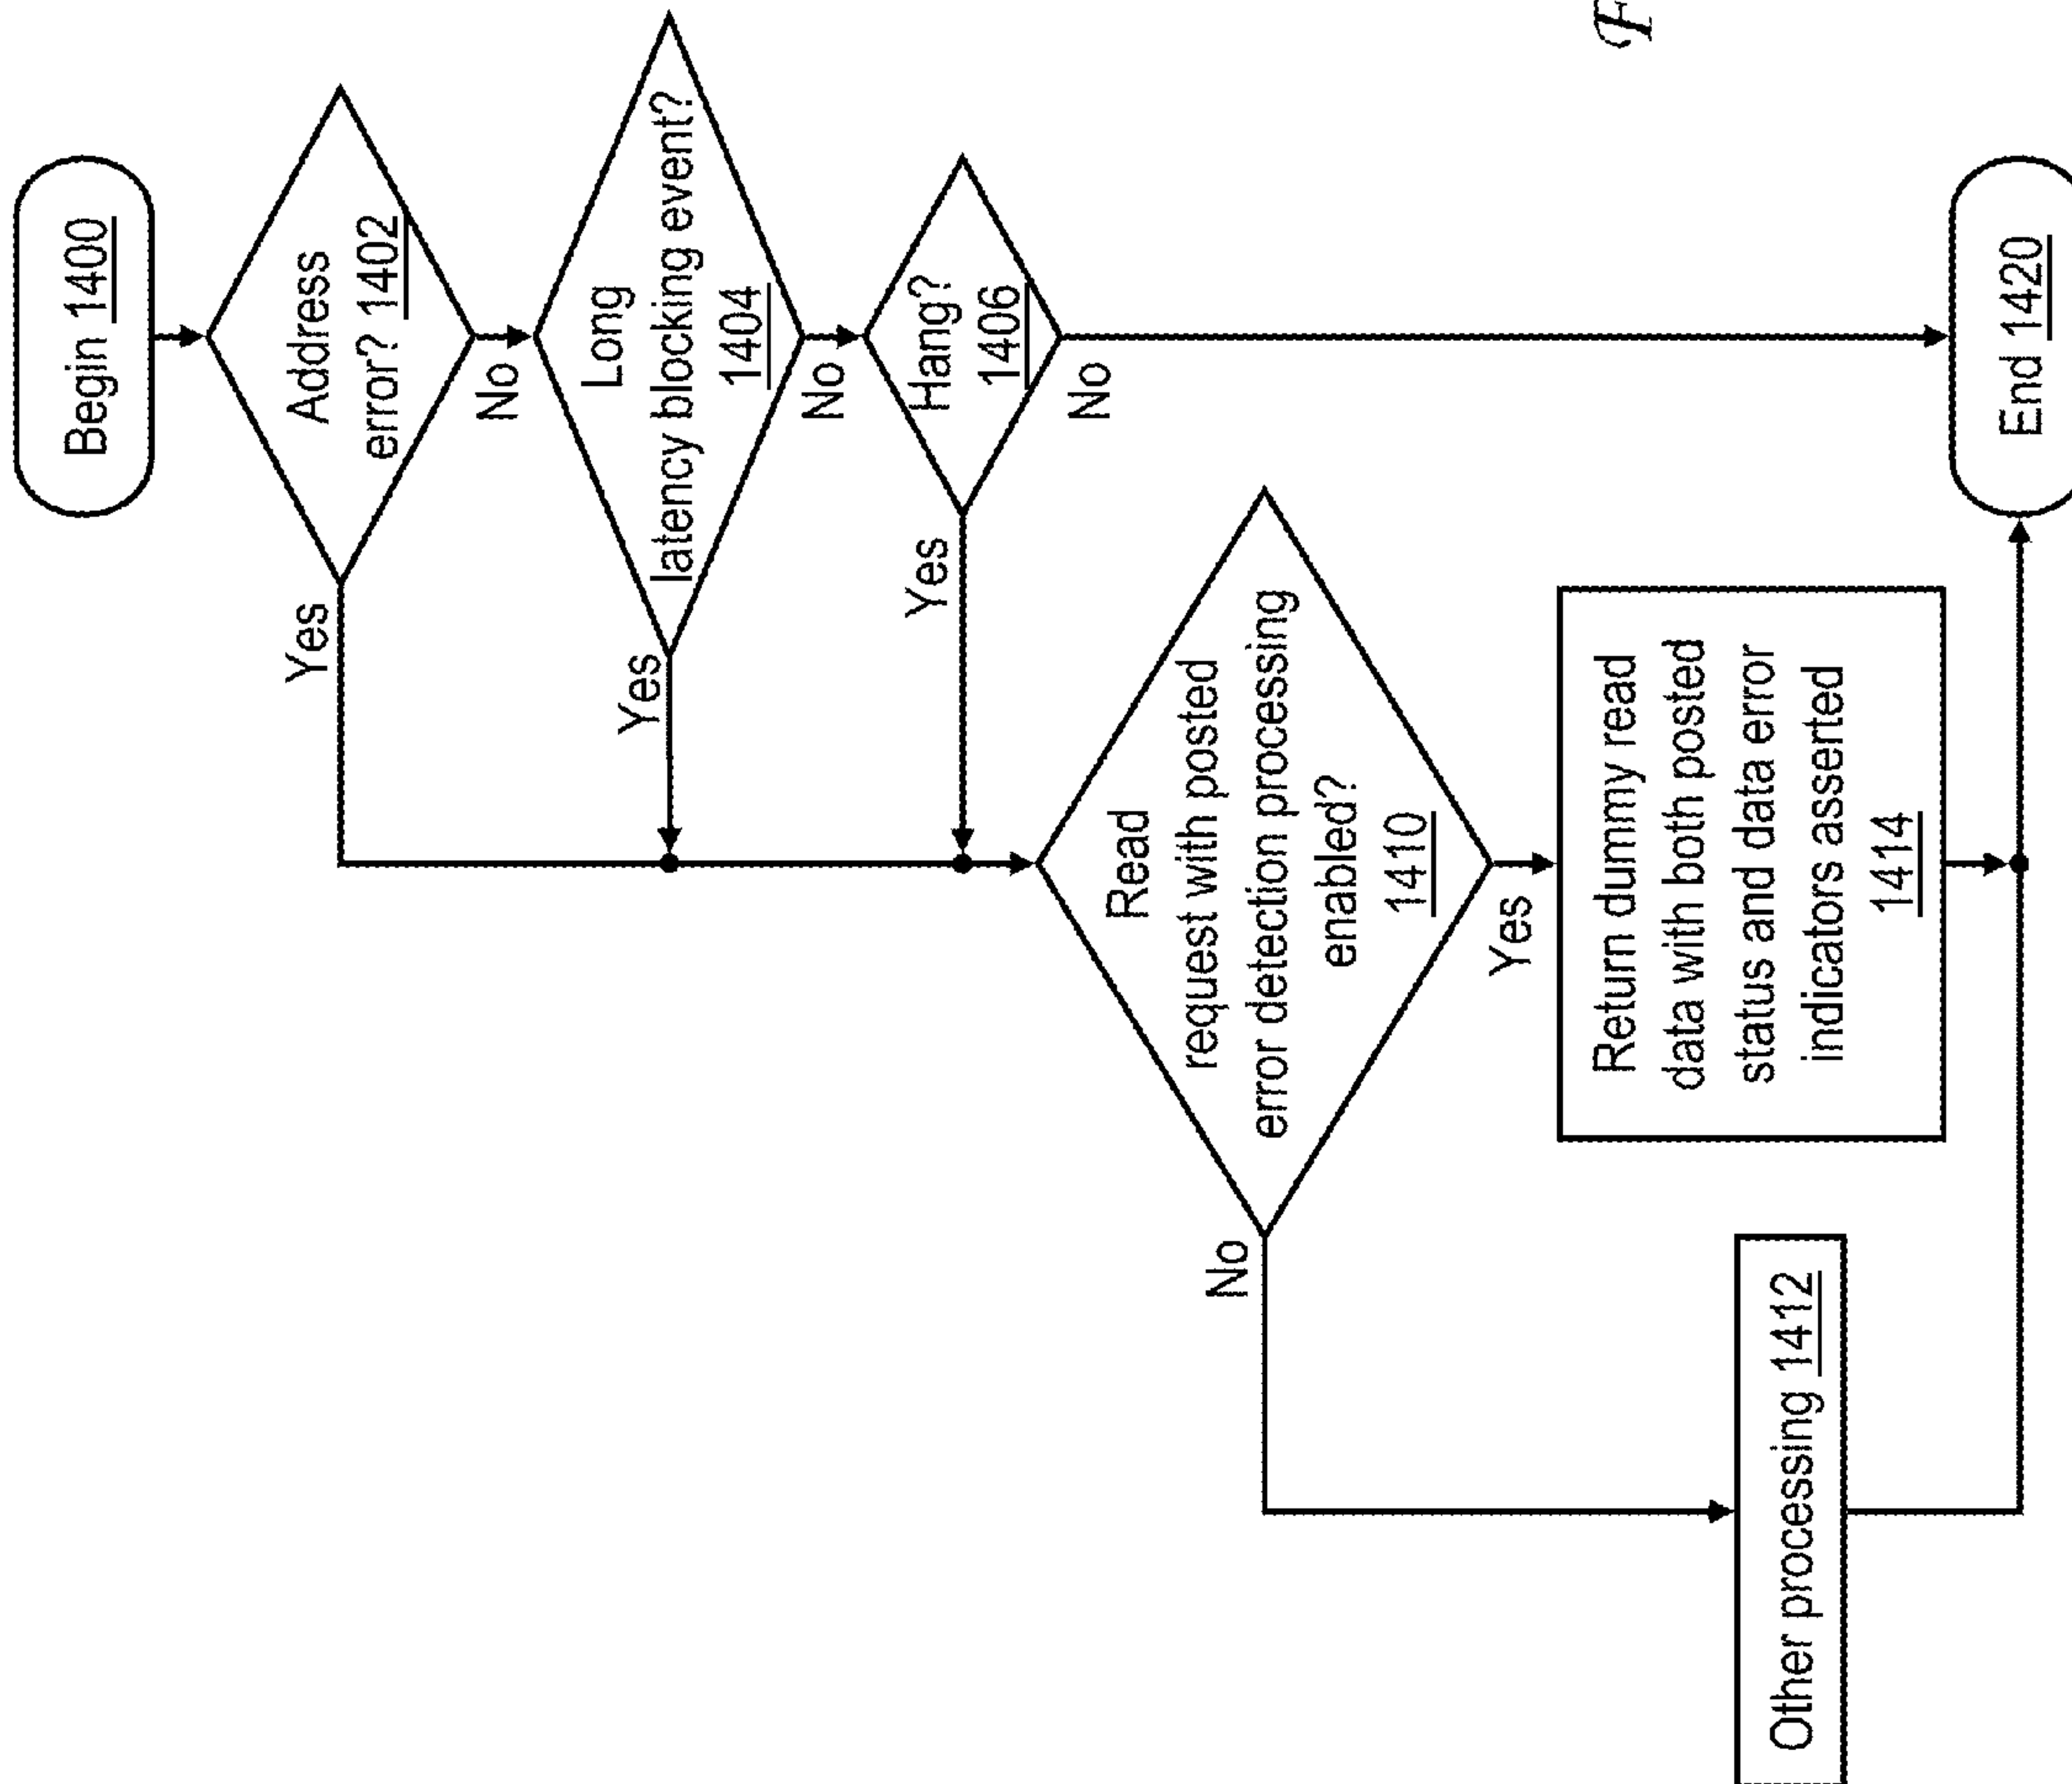 Begin 1400
Address
error? 1402
Yes
No
Long
latency blocking event?
1404
Yes
No
Hang?
1406
Yes
No
Read
request with posted
error detection processing
enabled?
1410
No
Yes
Return dummy read
data with both posted
status and data error
indicators asserted
1414
Other processing 1412
End 1420